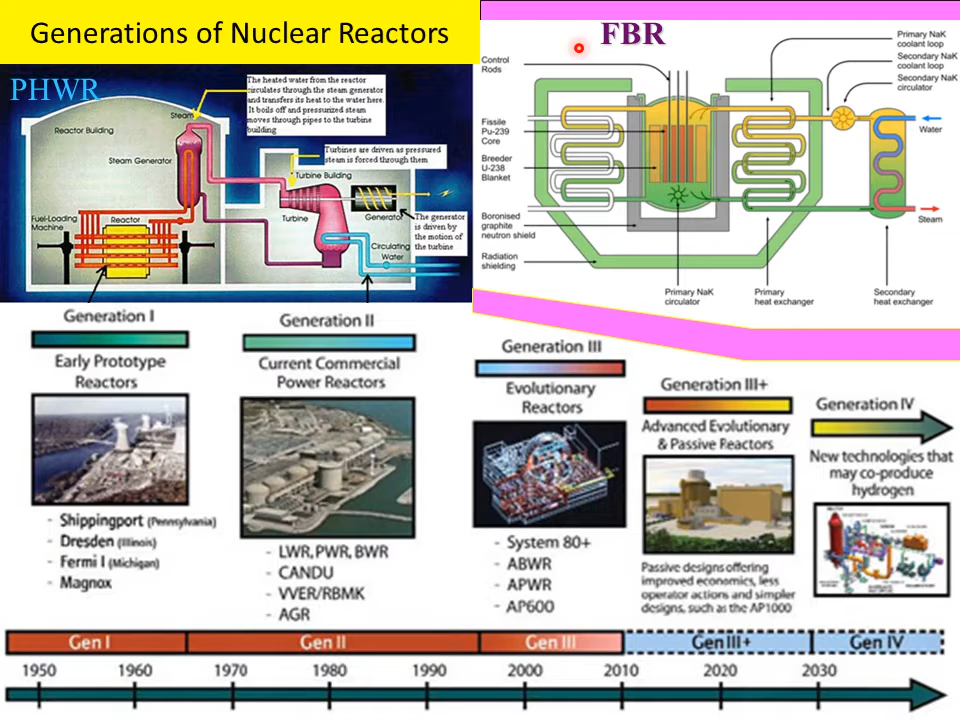 Generations of Nuclear Reactors
PHWR
The heated water from the reactor
circulates through the steam generator
and transfers its heat to the water here.
It boils off and pressurized steam
moves through pipes to the turbine
building
Steam
Reactor Building
Steam Generator
Turbines are driven as pressured
steam is forced through them
Turbine Building
Fuel-Loading
Machine
Reactor
Turbine
Generator
The generator
is driven by
the motion of
the turbine
Circulating
Water
FBR
Control
Rods
Fissile
Pu-239
Core
Breeder
U-238
Blanket
Boronised
graphite
neutron shield
Radiation
shielding
Primary NaK
coolant loop
Secondary NaK
coolant loop
Secondary NaK
circulator
Water
Steam
Primary NaK
circulator
Primary
heat exchanger
Secondary
heat exchanger
Generation I
Early Prototype
Reactors
- Shippingport (Pennsylvania)
- Dresden (Illinois)
- Fermi I (Michigan)
- Magnox
Generation II
Current Commercial
Power Reactors
- LWR, PWR, BWR
- CANDU
- VVER/RBMK
- AGR
Generation III
Evolutionary
Reactors
- System 80+
- ABWR
- APWR
- AP600
Generation III+
Advanced Evolutionary
& Passive Reactors
Passive designs offering
improved economics, less
operator actions and simpler
designs, such as the AP1000
Generation IV
New technologies that
may co-produce
hydrogen
Gen I Gen II Gen III Gen III+ Gen IV
1950 1960 1970 1980 1990 2000 2010 2020 2030